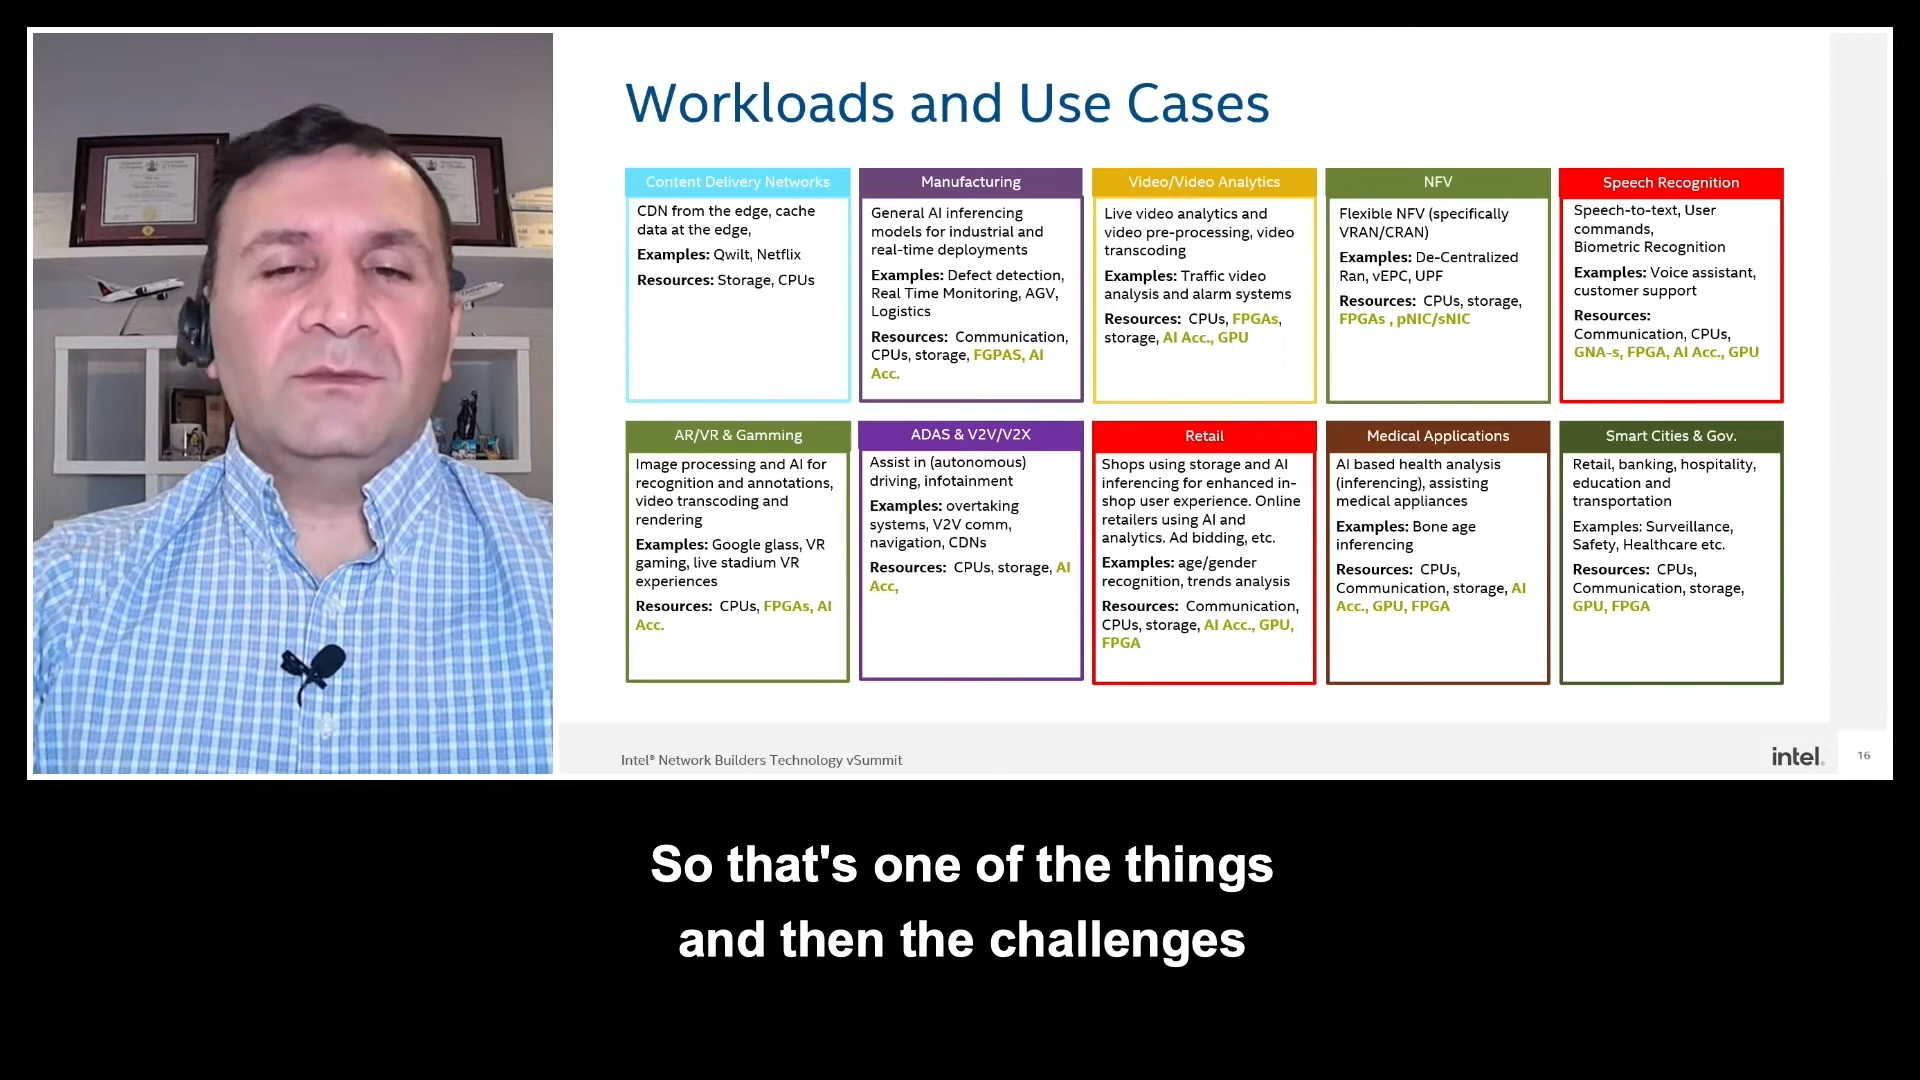 Workloads and Use Cases
Content Delivery Networks
CDN from the edge, cache
data at the edge,
Examples: Qwilt, Netflix
Resources: Storage, CPUs
Manufacturing
General AI inferencing
models for industrial and
real-time deployments
Examples: Defect detection,
Real Time Monitoring, AGV,
Logistics
Resources: Communication,
CPUs, storage, FGPAS, AI
Acc.
Video/Video Analytics
Live video analytics and
video pre-processing, video
transcoding
Examples: Traffic video
analysis and alarm systems
Resources: CPUs, FPGAs,
storage, AI Acc., GPU
NFV
Flexible NFV (specifically
VRAN/CRAN)
Examples: De-Centralized
Ran, vEPC, UPF
Resources: CPUs, storage,
FPGAs , pNIC/sNIC
Speech Recognition
Speech-to-text, User
commands,
Biometric Recognition
Examples: Voice assistant,
customer support
Resources:
Communication, CPUs,
GNA-s, FPGA, AI Acc., GPU
AR/VR & Gamming
Image processing and AI for
recognition and annotations,
video transcoding and
rendering
Examples: Google glass, VR
gaming, live stadium VR
experiences
Resources: CPUs, FPGAs, AI
Acc.
ADAS & V2V/V2X
Assist in (autonomous)
driving, infotainment
Examples: overtaking
systems, V2V comm,
navigation, CDNs
Resources: CPUs, storage, AI
Acc,
Retail
Shops using storage and AI
inferencing for enhanced in-
shop user experience. Online
retailers using AI and
analytics. Ad bidding, etc.
Examples: age/gender
recognition, trends analysis
Resources: Communication,
CPUs, storage, AI Acc., GPU,
FPGA
Medical Applications
AI based health analysis
(inferencing), assisting
medical appliances
Examples: Bone age
inferencing
Resources: CPUs,
Communication, storage, AI
Acc., GPU, FPGA
Smart Cities & Gov.
Retail, banking, hospitality,
education and
transportation
Examples: Surveillance,
Safety, Healthcare etc.
Resources: CPUs,
Communication, storage,
GPU, FPGA
Intel® Network Builders Technology vSummit
intel.
16
So that's one of the things
and then the challenges